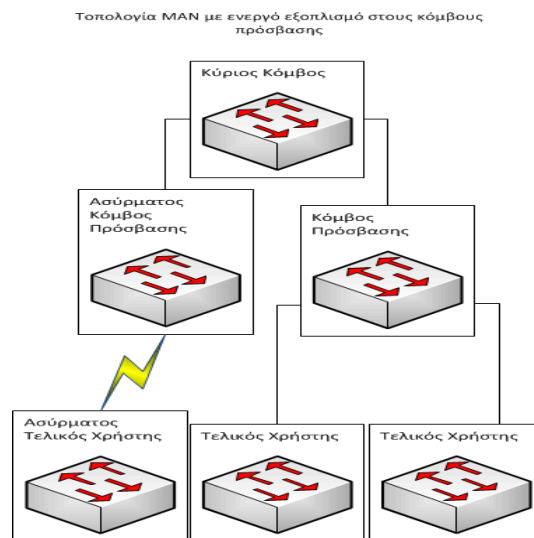 Τοπολογία MAN με ενεργό εξοπλισμό στους κόμβους
πρόσβασης
Κύριος Κόμβος
Ασύρματος
Κόμβος
Πρόσβασης
Κόμβος
Πρόσβασης
Ασύρματος
Τελικός Χρήστης
Τελικός Χρήστης
Τελικός Χρήστης